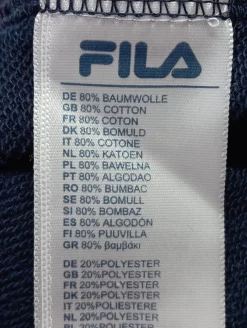 FILA
DE 80% BAUMWOLLE
GB 80% COTTON
FR 80% COTON
DK 80% BOMULD
IT 80% COTONE
NL 80% KATOEN
PL 80% BAWELNA
PT 80% ALGODAO
RO 80% BUMBAC
SE 80% BOMULL
SI 80% BOMBAZ
ES 80% ALGODÓN
FI 80% PUUVILLA
GR 80% βαμβάκι
DE 20%POLYESTER
GB 20%POLYESTER
FR 20%POLYESTER
DK 20%POLYESTER
IT 20%POLIESTERE
NL 20%POLYESTER